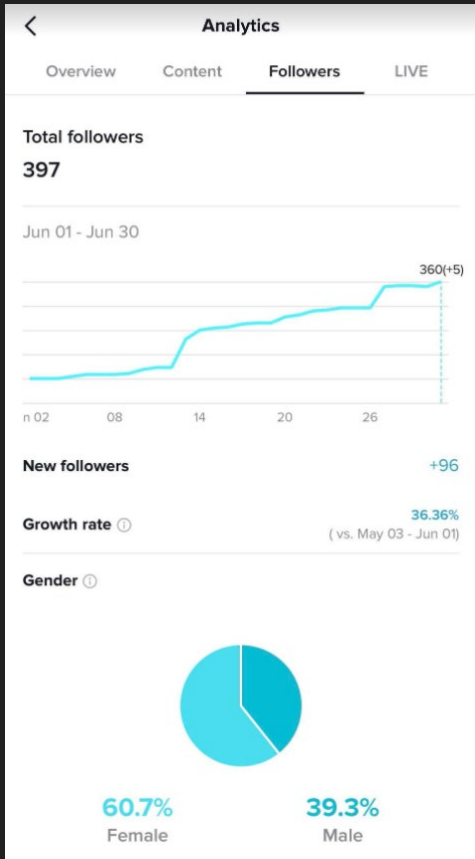 Analytics
Overview Content Followers LIVE
Total followers
397
Jun 01 - Jun 30
360(+5)
n 02 08 14 20 26
New followers +96
Growth rate 36.36%
( vs. May 03 - Jun 01)
Gender
60.7% 39.3%
Female Male